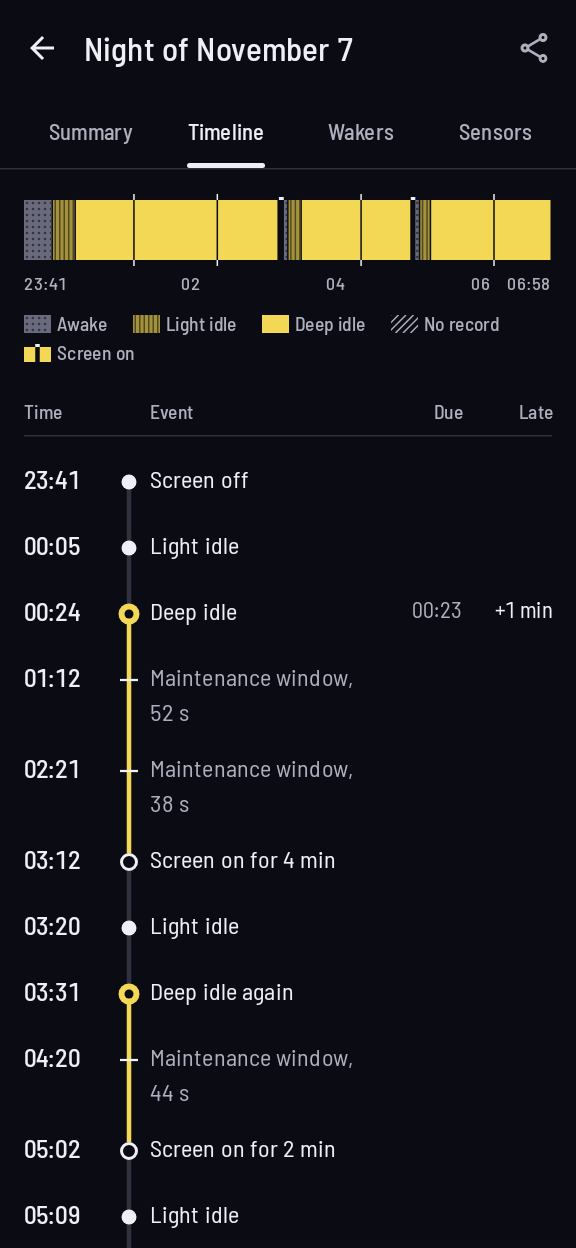 Night of November 7
Summary Timeline Wakers Sensors
23:41 02 04 06 06:58
Awake Light idle Deep idle No record
Screen on
Time Event Due Late
23:41 Screen off
00:05 Light idle
00:24 Deep idle 00:23 +1 min
01:12 Maintenance window,
52 s
02:21 Maintenance window,
38 s
03:12 Screen on for 4 min
03:20 Light idle
03:31 Deep idle again
04:20 Maintenance window,
44 s
05:02 Screen on for 2 min
05:09 Light idle